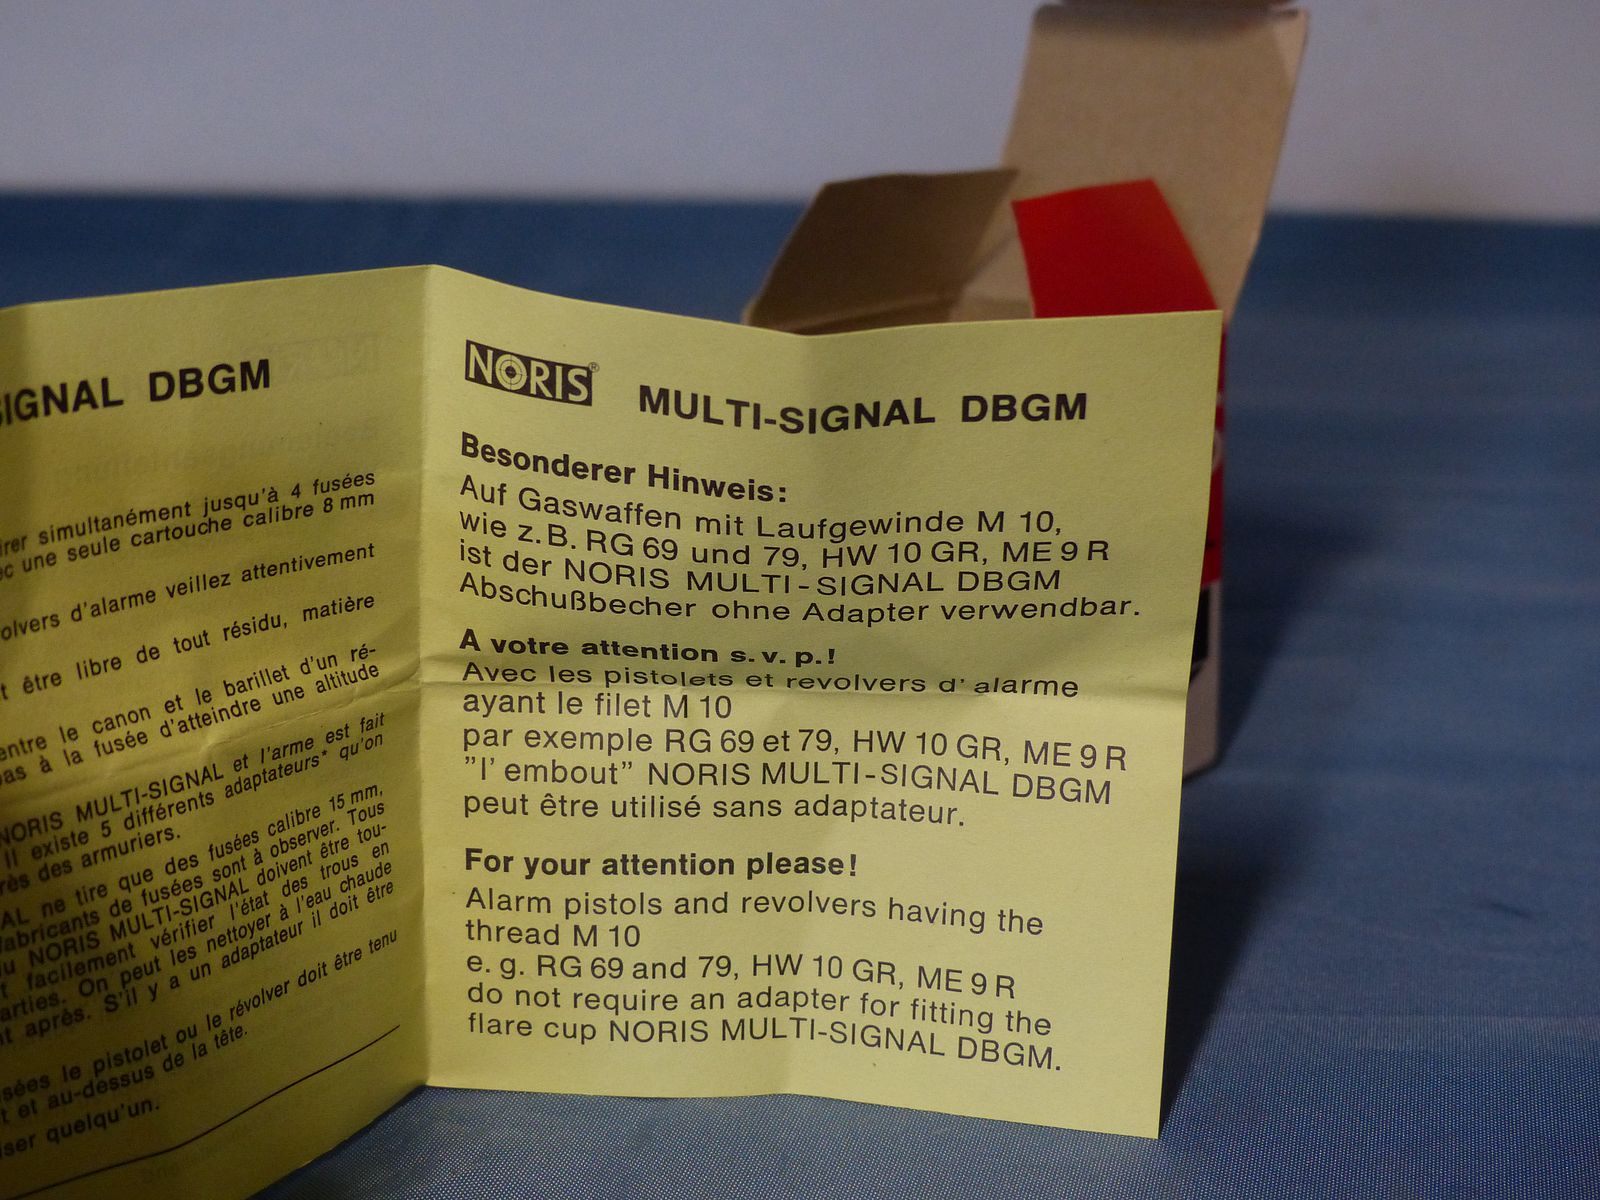 SIGNAL DBGM
simultanément jusqu'à 4 fusées
une seule cartouche calibre 8 mm
d'alarme veillez attentivement
être libre de tout résidu, matière
entre le canon et le barillet d'un ré-
pas à la fusée d'atteindre une altitude
NORIS MULTI-SIGNAL et l'arme est fait
Il existe 5 différents adaptateurs* qu'on
des armuriers.
ne tire que des fusées calibre 15 mm,
fabricants de fusées sont à observer. Tous
NORIS MULTI-SIGNAL doivent être tou-
facilement vérifier l'état des trous en
On peut les nettoyer à l'eau chaude
après. S'il y a un adaptateur il doit être
le pistolet ou le révolver doit être tenu
et au-dessus de la tête.
quelqu'un.
NORIS®
MULTI-SIGNAL DBGM
Besonderer Hinweis:
Auf Gaswaffen mit Laufgewinde M 10,
wie z. B. RG 69 und 79, HW 10 GR, ME 9 R
ist der NORIS MULTI-SIGNAL DBGM
Abschußbecher ohne Adapter verwendbar.
A votre attention s. v. p.!
Avec les pistolets et revolvers d' alarme
ayant le filet M 10
par exemple RG 69 et 79, HW 10 GR, ME 9 R
"l' embout" NORIS MULTI-SIGNAL DBGM
peut être utilisé sans adaptateur.
For your attention please!
Alarm pistols and revolvers having the
thread M 10
e. g. RG 69 and 79, HW 10 GR, ME 9 R
do not require an adapter for fitting the
flare cup NORIS MULTI-SIGNAL DBGM.